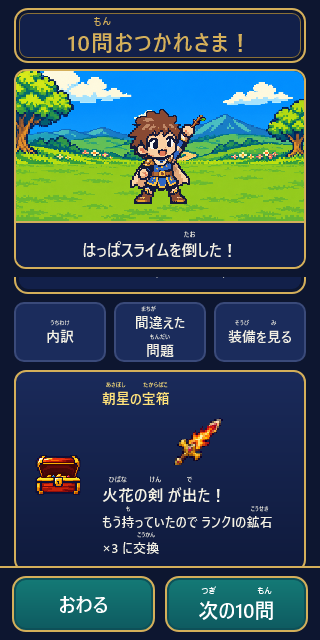 10問おつかれさま！
はっぱスライムを倒した！
内訳
間違えた
問題
装備を見る
朝星の宝箱
火花の剣 が出た！
もう持っていたので ランクIの鉱石
×3 に交換
おわる
次の10問